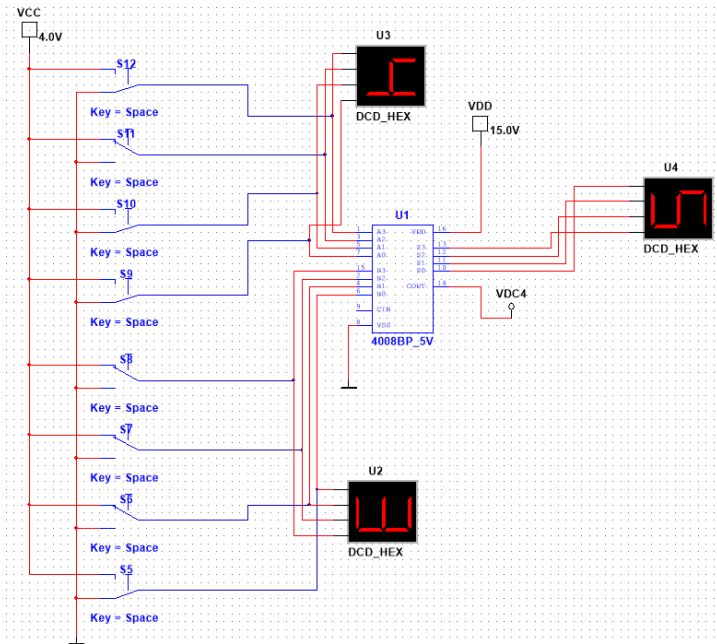 VCC
4.0V
S12
Key = Space
S11
Key = Space
S10
Key = Space
S9
Key = Space
S8
Key = Space
S7
Key = Space
S6
Key = Space
S5
Key = Space
U3
DCD_HEX
VDD
15.0V
U4
DCD_HEX
U1
1 A3 VDD 16
3 A2
5 A1 S3 13
7 A0 S2 12
S1 11
15 B3 S0 10
2 B2
4 B1 COUT 14
6 B0
9 CIN
8 VSS
4008BP_5V
VDC4
U2
DCD_HEX